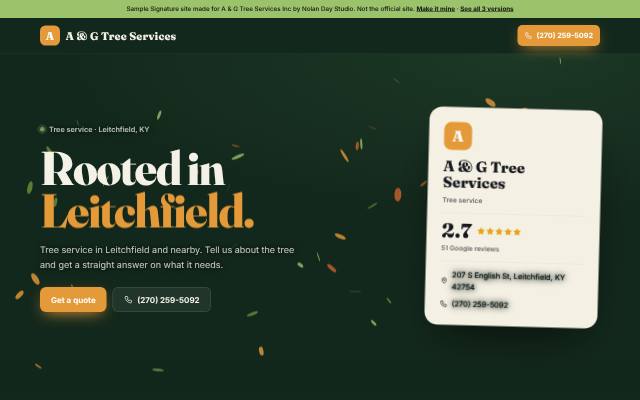 Sample Signature site made for A & G Tree Services Inc by Nolan Day Studio. Not the official site. Make it mine · See all 3 versions
A A & G Tree Services
(270) 259-5092
Tree service · Leitchfield, KY
Rooted in
Leitchfield.
Tree service in Leitchfield and nearby. Tell us about the tree
and get a straight answer on what it needs.
Get a quote
(270) 259-5092
A
A & G Tree
Services
Tree service
2.7
51 Google reviews
207 S English St, Leitchfield, KY
42754
(270) 259-5092